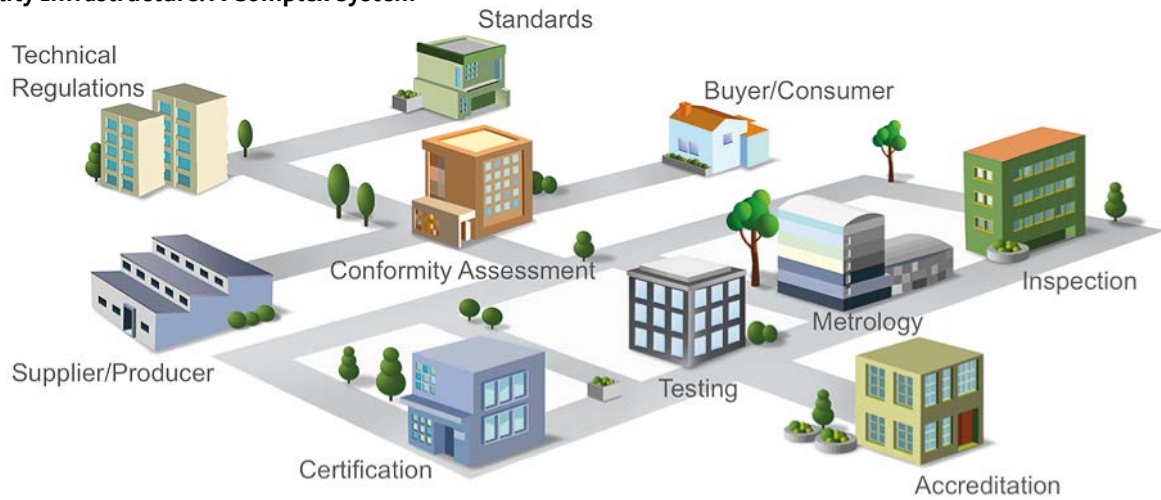 Standards
Technical
Regulations
Buyer/Consumer
Conformity Assessment
Inspection
Metrology
Supplier/Producer
Testing
Certification
Accreditation